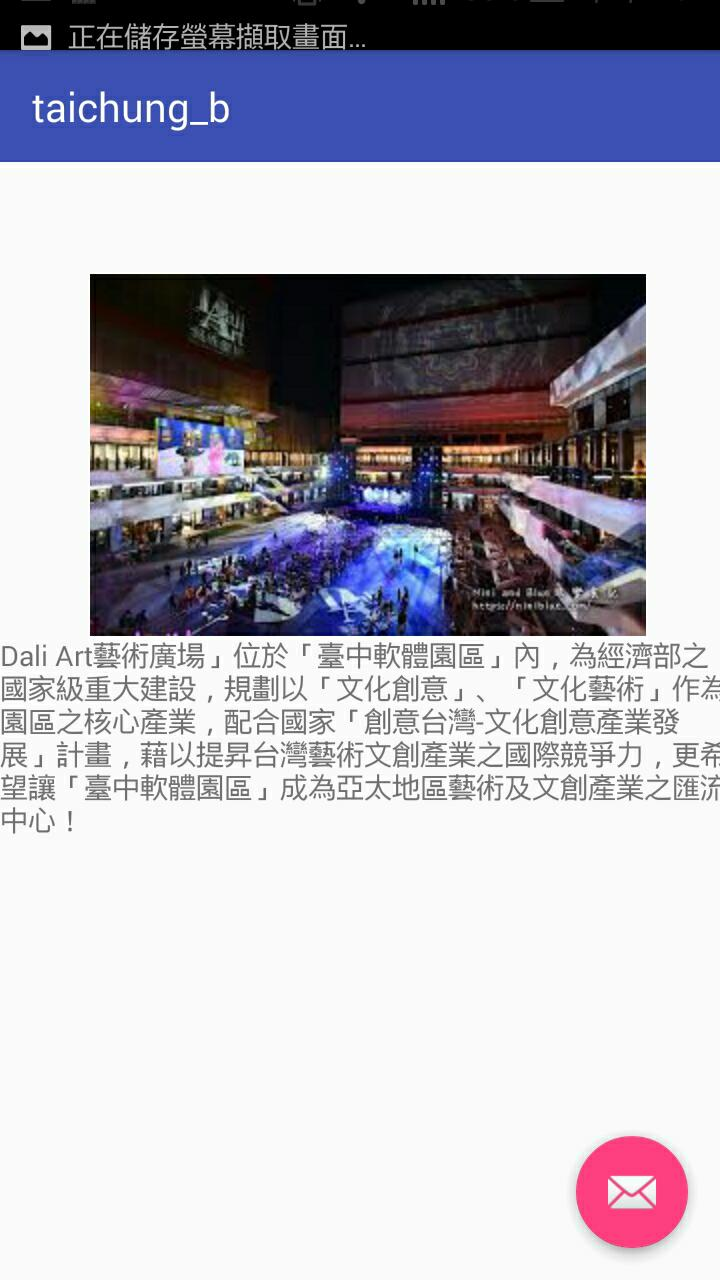 正在儲存螢幕擷取畫面...
taichung_b
Mini and Blue
https://miniblue.com/
Dali Art藝術廣場」位於「臺中軟體園區」內，為經濟部之
國家級重大建設，規劃以「文化創意」、「文化藝術」作為
園區之核心產業，配合國家「創意台灣-文化創意產業發
展」計畫，藉以提昇台灣藝術文創產業之國際競爭力，更希
望讓「臺中軟體園區」成為亞太地區藝術及文創產業之匯流
中心！